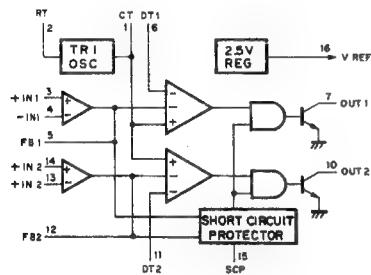 RT
2
CT
1
DT1
6
TRI
OSC
2.5V
REG
16
V REF
+IN1
3
-IN1
4
FB1
5
7
OUT 1
+IN 2
14
+IN 2
13
10
OUT 2
FB2
12
11
DT2
SHORT CIRCUIT
PROTECTOR
15
SCP